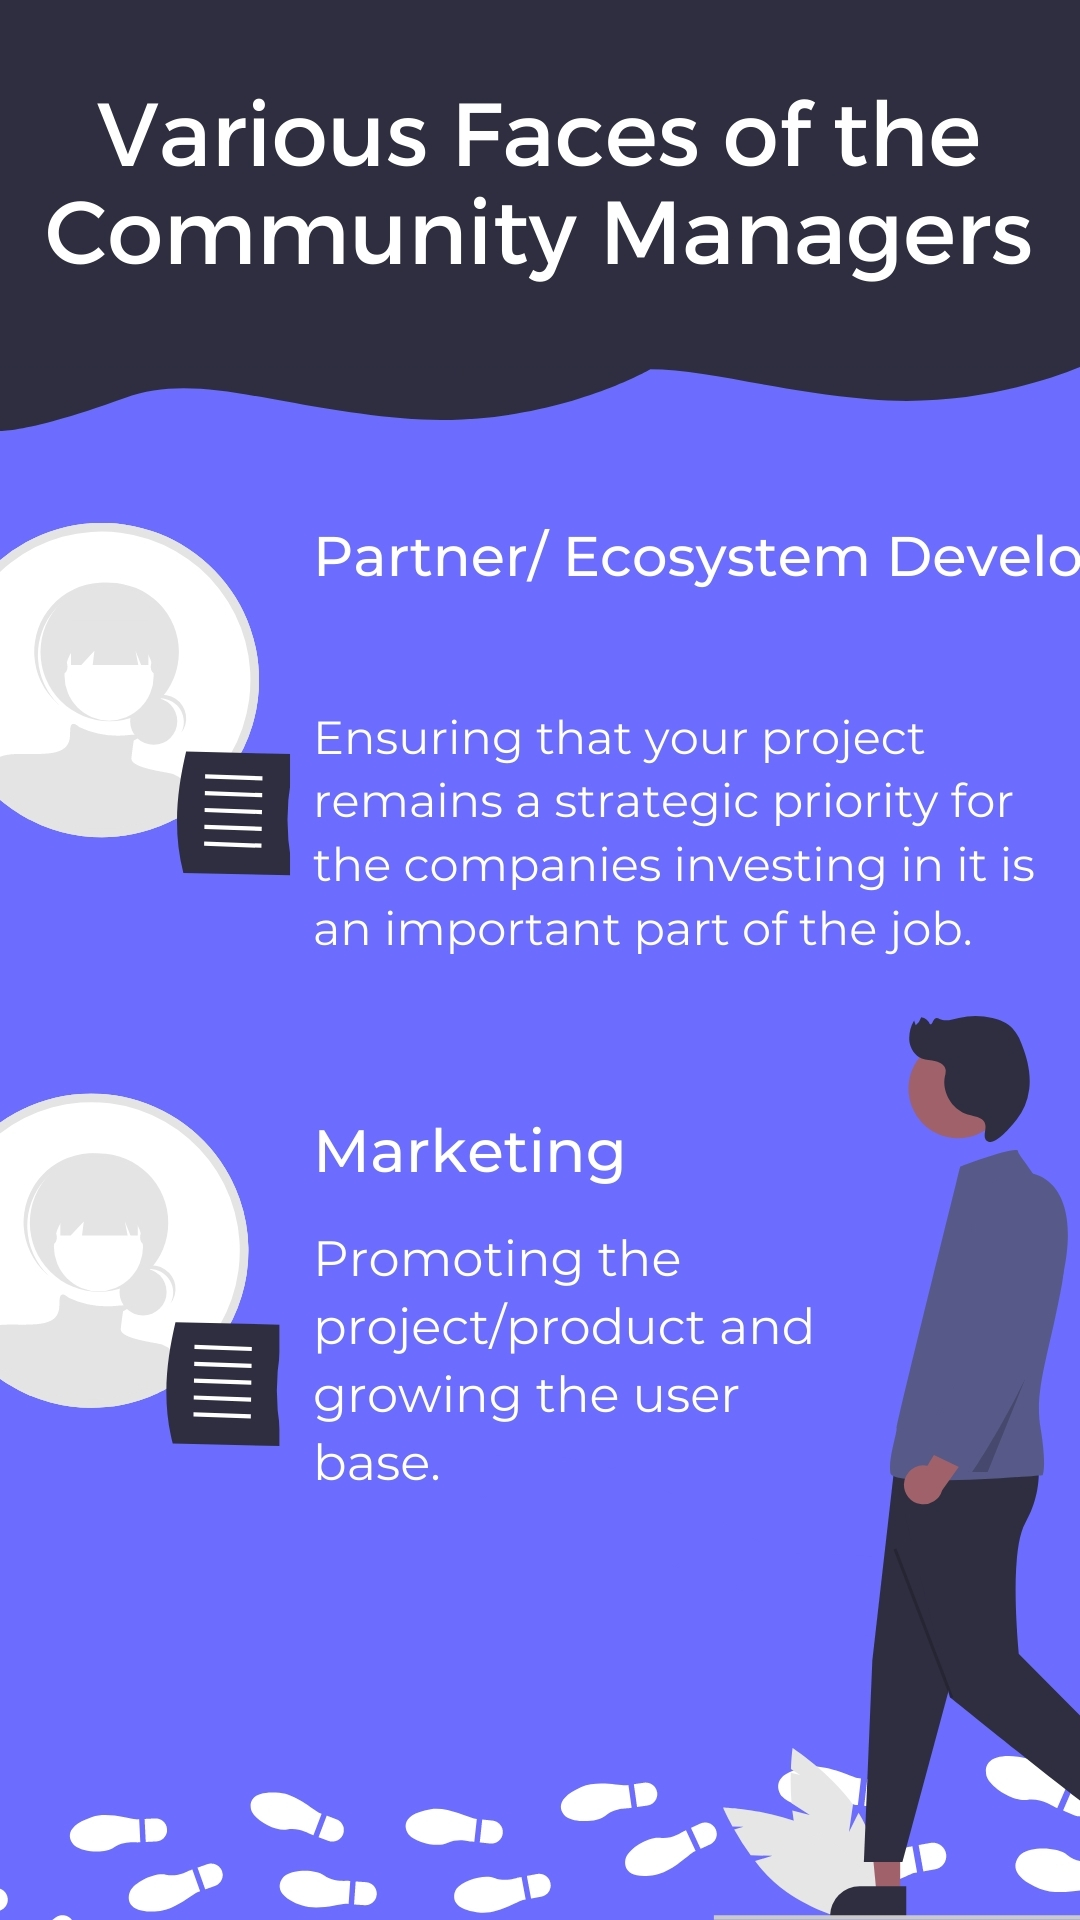 Various Faces of the
Community Managers
Partner/ Ecosystem Develo
Ensuring that your project
remains a strategic priority for
the companies investing in it is
an important part of the job.
Marketing
Promoting the
project/product and
growing the user
base.